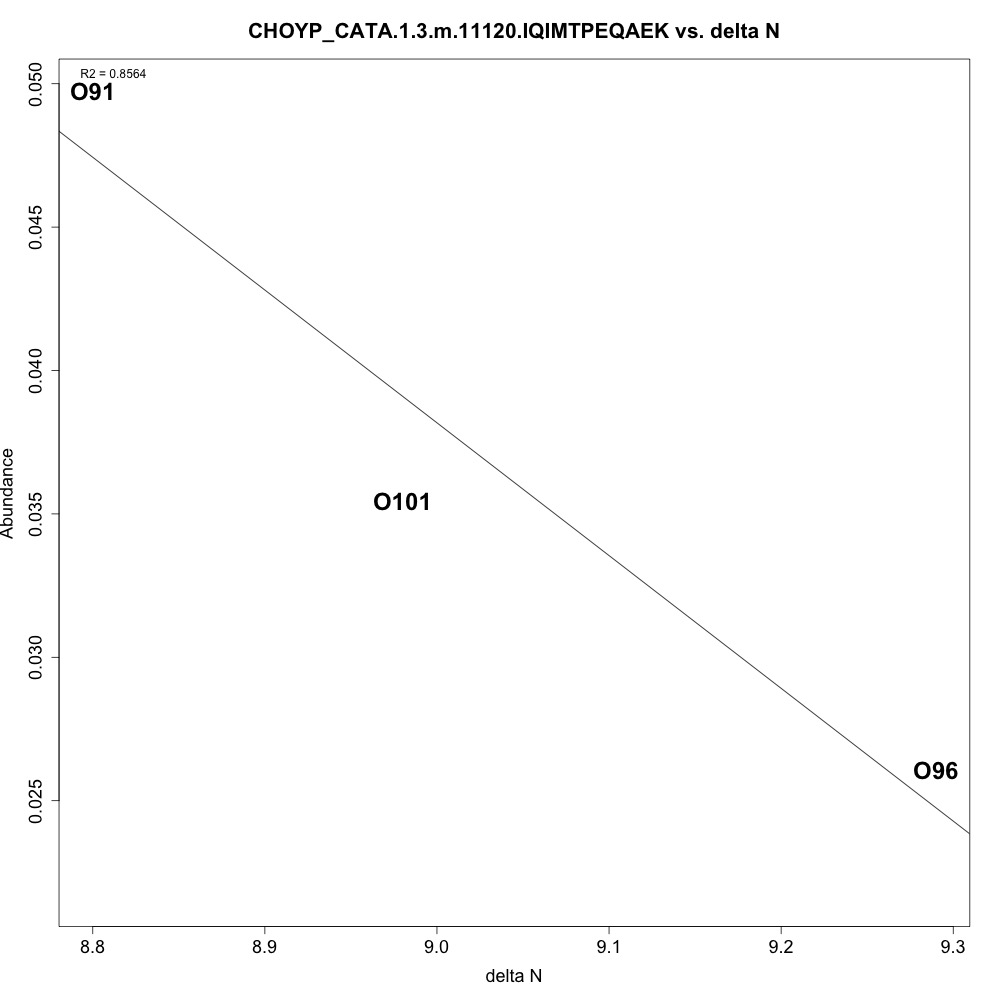 CHOYP_CATA.1.3.m.11120.IQIMTPEQAEK vs. delta N
R2 = 0.8564
O91
O101
O96
Abundance
0.050
0.045
0.040
0.035
0.030
0.025
8.8 8.9 9.0 9.1 9.2 9.3
delta N